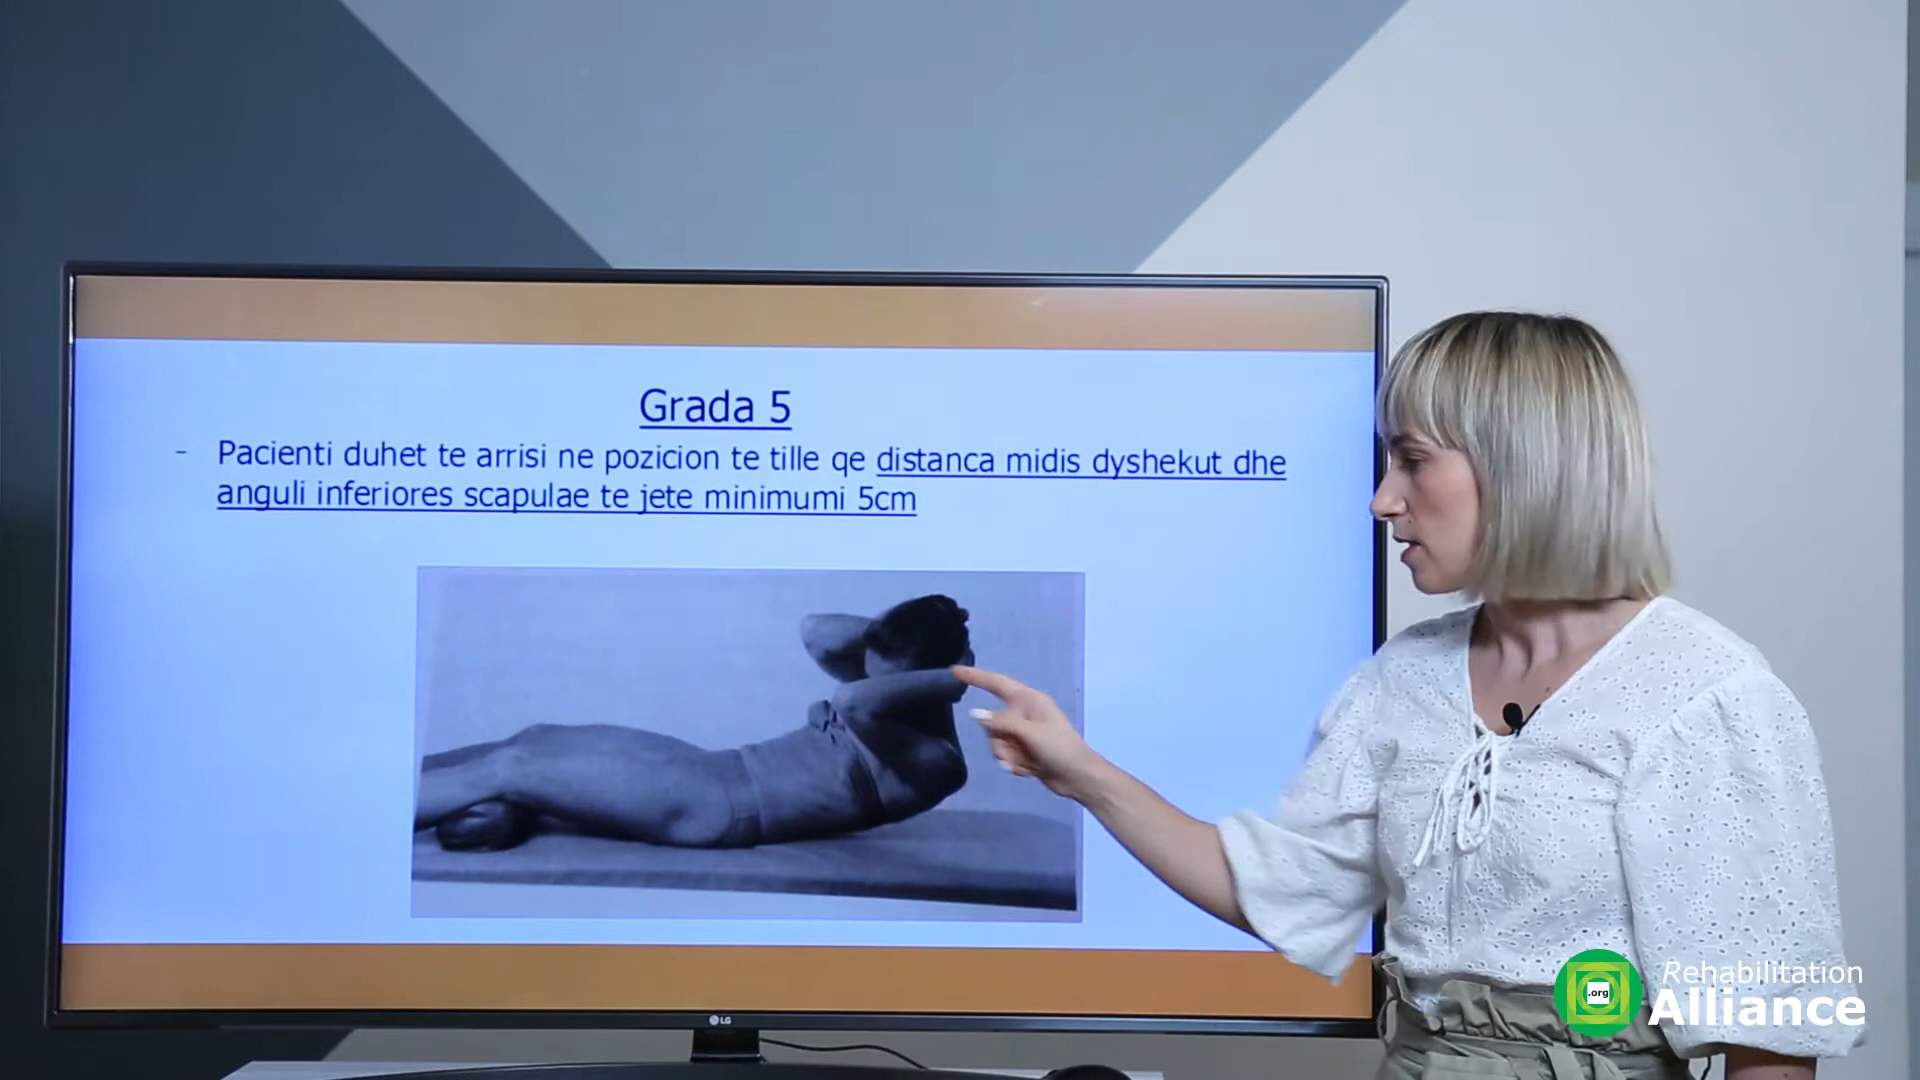 Grada 5
- Pacienti duhet te arrisi ne pozicion te tille qe distanca midis dyshekut dhe
anguli inferiores scapulae te jete minimumi 5cm
LG
.org
Rehabilitation
Alliance